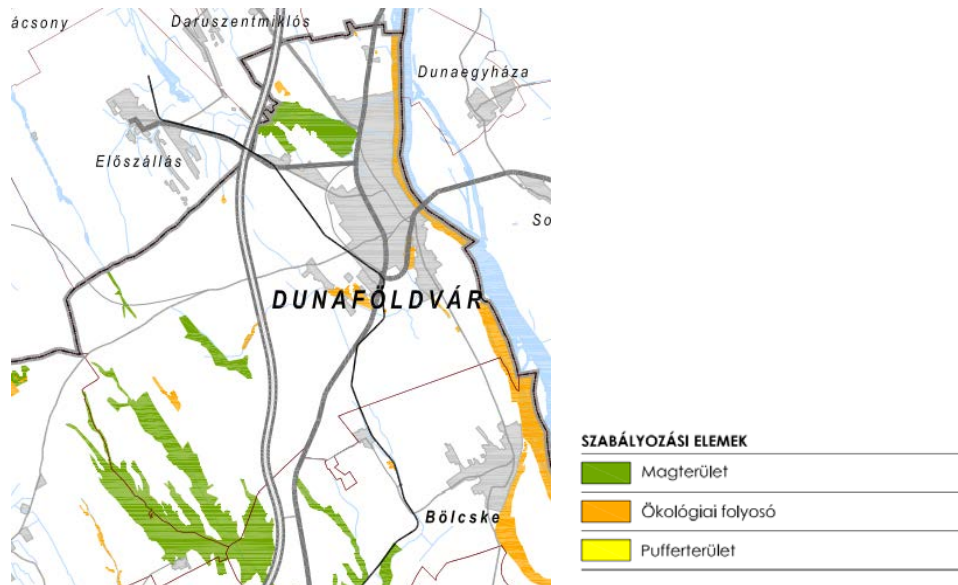 ácsony
Daruszentmiklós
Dunaegyháza
Előszállás
So
DUNAFÖLDVÁR
Bölcske
SZABÁLYOZÁSI ELEMEK
Magterület
Ökológiai folyosó
Pufferterület